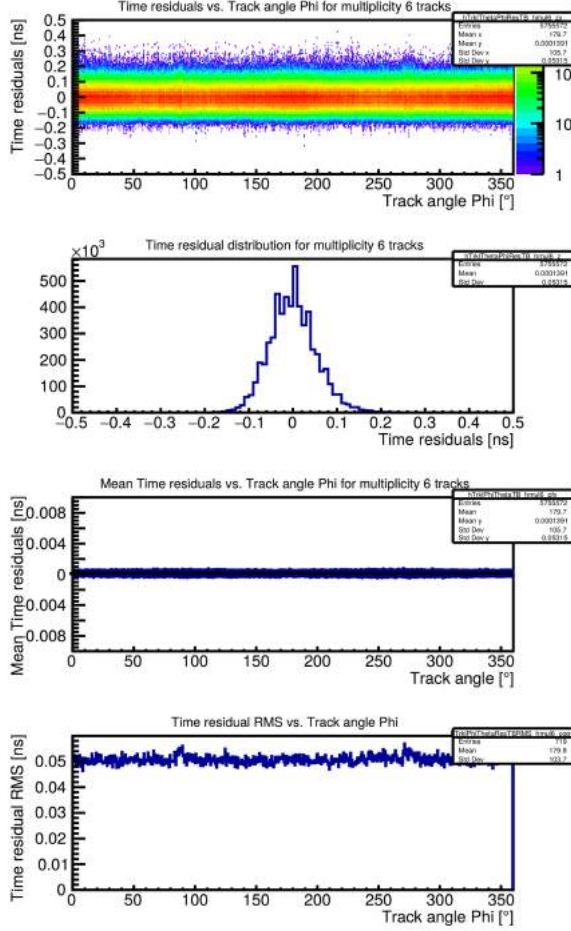 Time residuals vs. Track angle Phi for multiplicity 6 tracks
Entries 5755572
Mean x 179.7
Mean y 0.0001391
Std Dev x 105.7
Std Dev y 0.05315
Time residuals [ns]
0.5
0.4
0.3
0.2
0.1
0
−0.1
−0.2
−0.3
−0.4
−0.5
0 50 100 150 200 250 300 350
Track angle Phi [°]
10
1
Time residual distribution for multiplicity 6 tracks
Entries 5755572
Mean 0.0001391
Std Dev 0.05315
×10³
500
400
300
200
100
0
−0.5 −0.4 −0.3 −0.2 −0.1 0 0.1 0.2 0.3 0.4 0.5
Time residuals [ns]
Mean Time residuals vs. Track angle Phi for multiplicity 6 tracks
Entries 5755572
Mean 179.7
Mean y 0.0001391
Std Dev 105.7
Std Dev y 0.05315
Mean Time residuals [ns]
0.008
0.004
0
−0.004
−0.008
0 50 100 150 200 250 300 350
Track angle [°]
Time residual RMS vs. Track angle Phi
Entries 719
Mean 179.8
Std Dev 103.7
Time residual RMS [ns]
0.05
0.04
0.03
0.02
0.01
0
0 50 100 150 200 250 300 350
Track angle Phi [°]